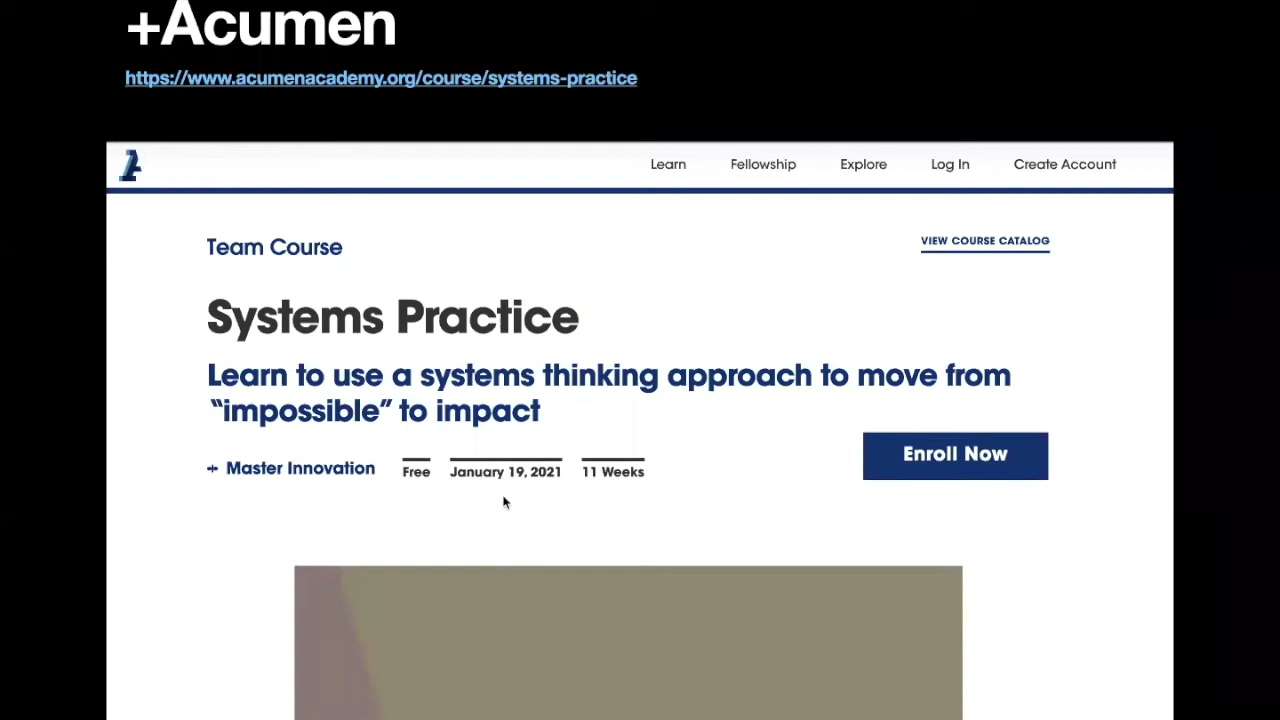 +Acumen
https://www.acumenacademy.org/course/systems-practice
Learn Fellowship Explore Log In Create Account
Team Course
VIEW COURSE CATALOG
Systems Practice
Learn to use a systems thinking approach to move from
“impossible” to impact
+ Master Innovation Free January 19, 2021 11 Weeks
Enroll Now